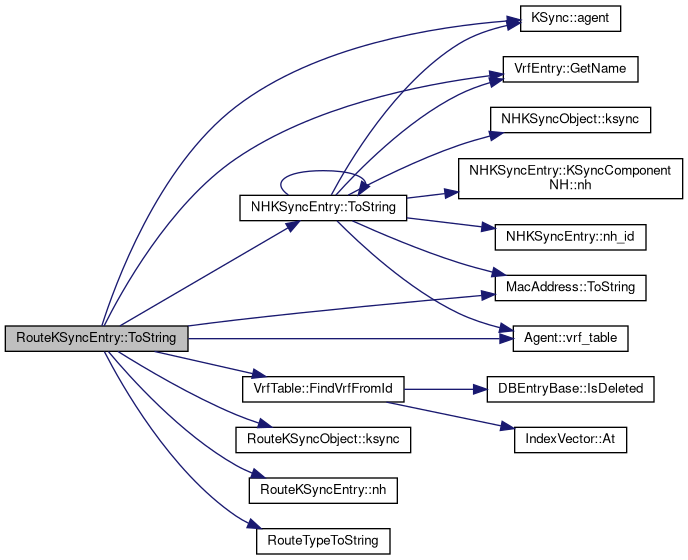 KSync::agent
VrfEntry::GetName
NHKSyncObject::ksync
NHKSyncEntry::KSyncComponent
NH::nh
NHKSyncEntry::ToString
NHKSyncEntry::nh_id
MacAddress::ToString
RouteKSyncEntry::ToString
Agent::vrf_table
VrfTable::FindVrfFromId
DBEntryBase::IsDeleted
RouteKSyncObject::ksync
IndexVector::At
RouteKSyncEntry::nh
RouteTypeToString